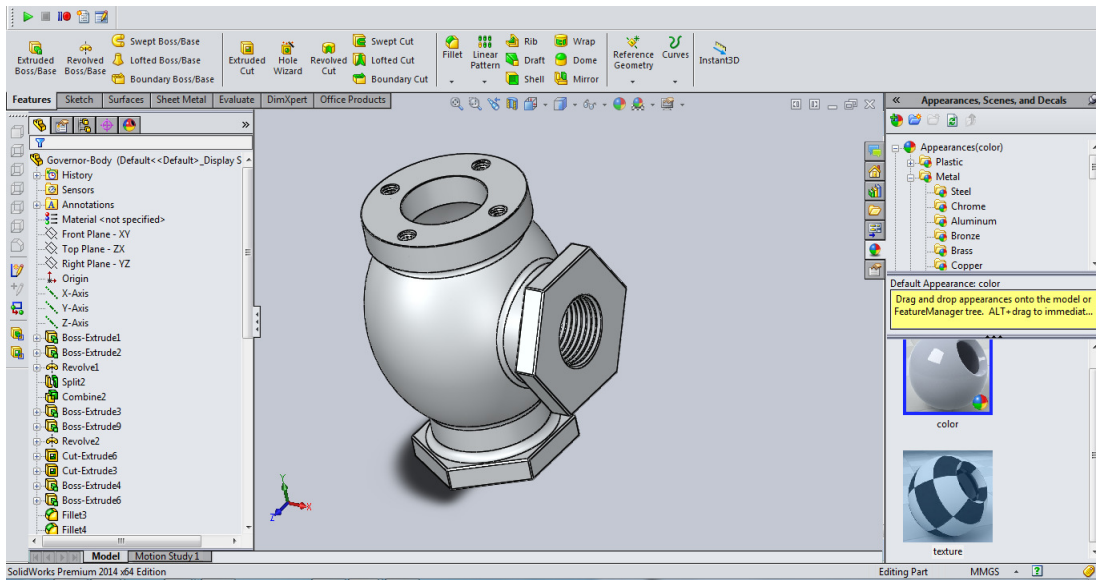 Extruded Boss/Base
Revolved Boss/Base
Swept Boss/Base
Lofted Boss/Base
Boundary Boss/Base
Extruded Cut
Hole Wizard
Revolved Cut
Swept Cut
Lofted Cut
Boundary Cut
Fillet
Linear Pattern
Rib
Draft
Shell
Wrap
Dome
Mirror
Reference Geometry
Curves
Instant3D
Features
Sketch
Surfaces
Sheet Metal
Evaluate
DimXpert
Office Products
Governor-Body (Default<<Default>_Display S
History
Sensors
Annotations
Material <not specified>
Front Plane - XY
Top Plane - ZX
Right Plane - YZ
Origin
X-Axis
Y-Axis
Z-Axis
Boss-Extrude1
Boss-Extrude2
Revolve1
Split2
Combine2
Boss-Extrude3
Boss-Extrude9
Revolve2
Cut-Extrude6
Cut-Extrude3
Boss-Extrude4
Boss-Extrude6
Fillet3
Fillet4
Y
X
Z
Appearances, Scenes, and Decals
Appearances(color)
Plastic
Metal
Steel
Chrome
Aluminum
Bronze
Brass
Copper
Default Appearance: color
Drag and drop appearances onto the model or
FeatureManager tree. ALT+drag to immediat...
color
texture
Model
Motion Study 1
SolidWorks Premium 2014 x64 Edition
Editing Part
MMGS